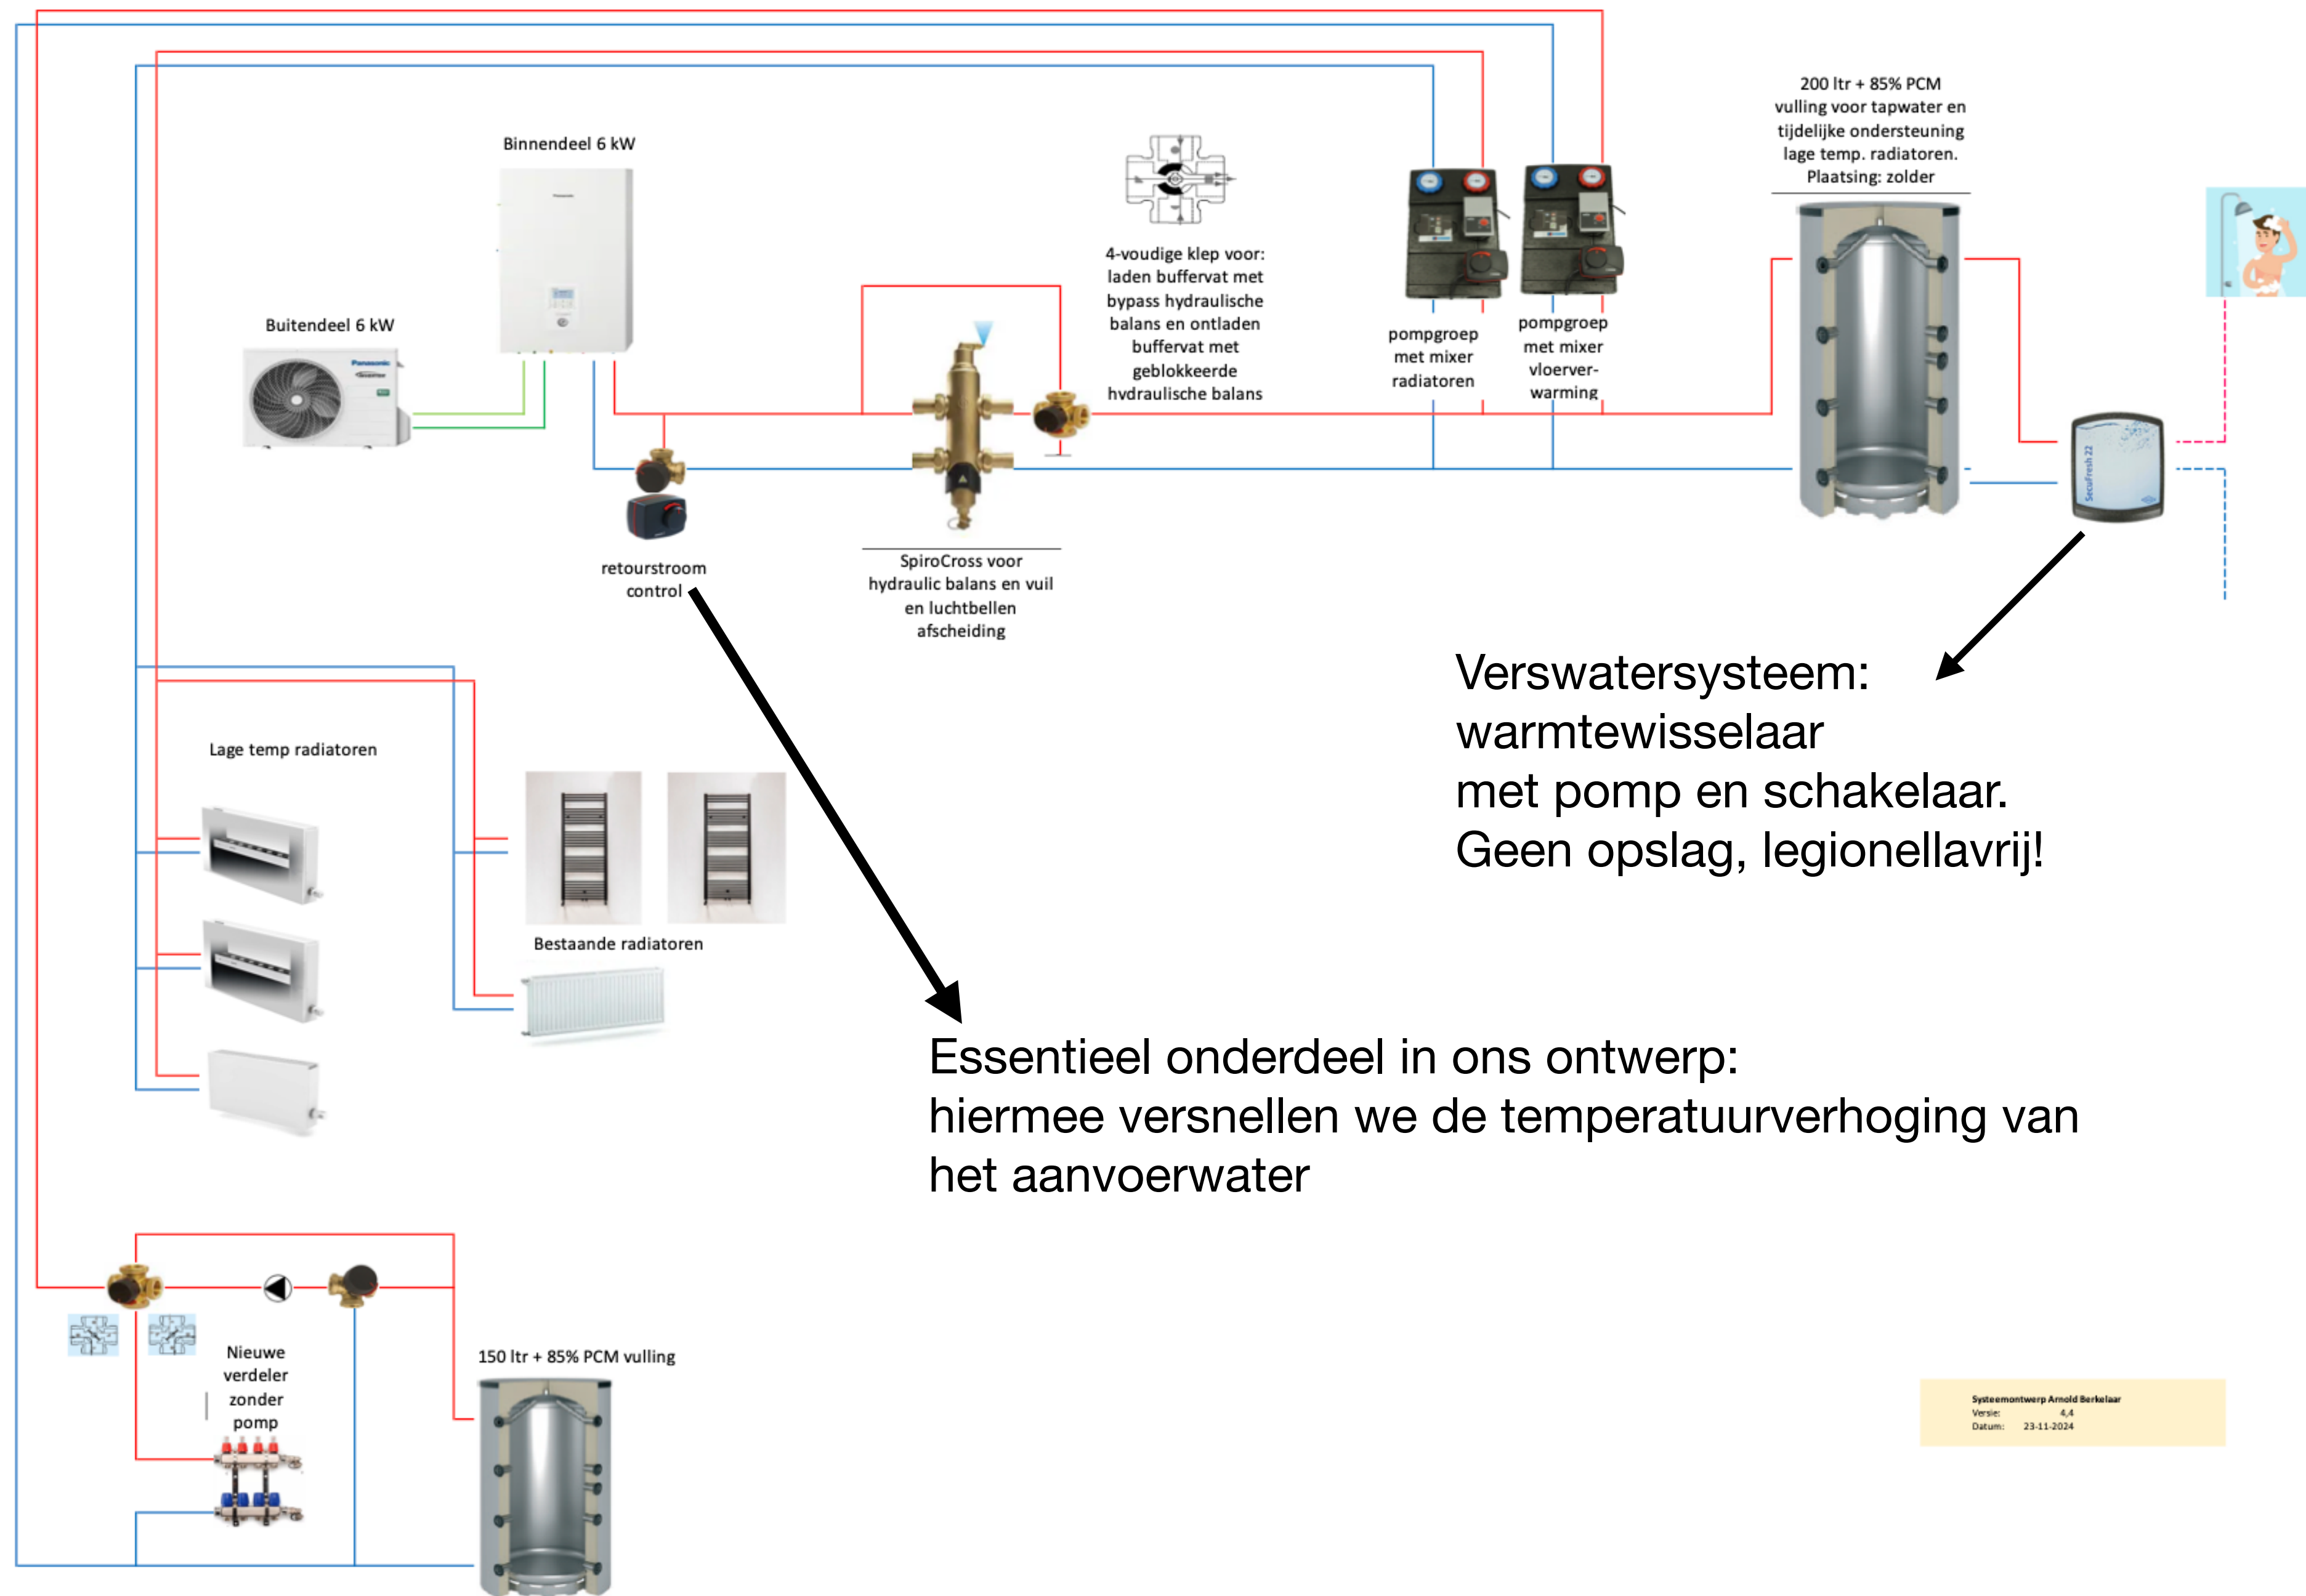 200 ltr + 85% PCM
vulling voor tapwater en
tijdelijke ondersteuning
lage temp. radiatoren.
Plaatsing: zolder
Binnendeel 6 kW
Panasonic
Buitendeel 6 kW
Panasonic
4-voudige klep voor:
laden buffervat met
bypass hydraulische
balans en ontladen
buffervat met
geblokkeerde
hydraulische balans
pompgroep
met mixer
radiatoren
pompgroep
met mixer
vloerver-
warming
SecuFresh 22
retourstroom
control
SpiroCross voor
hydraulic balans en vuil
en luchtbellen
afscheiding
Verswatersysteem:
warmtewisselaar
met pomp en schakelaar.
Geen opslag, legionellavrij!
Lage temp radiatoren
Bestaande radiatoren
Essentieel onderdeel in ons ontwerp:
hiermee versnellen we de temperatuurverhoging van
het aanvoerwater
Nieuwe
verdeler
zonder
pomp
150 ltr + 85% PCM vulling
Systeemontwerp Arnold Berkelaar
Versie: 4,4
Datum: 23-11-2024